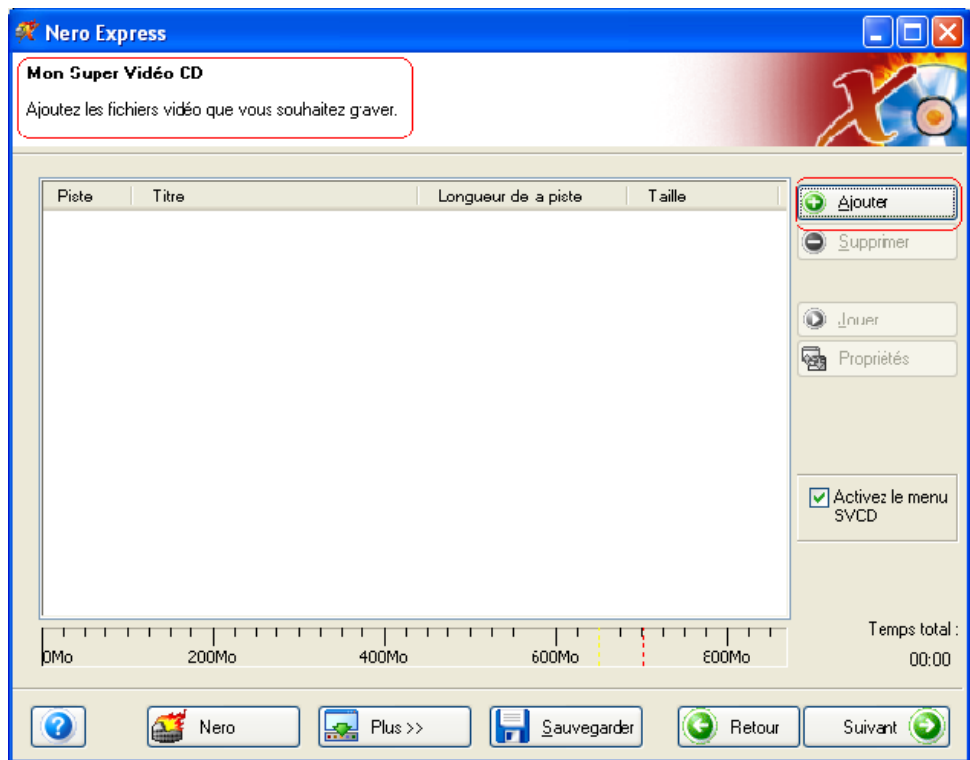 Nero Express
Mon Super Vidéo CD
Ajoutez les fichiers vidéo que vous souhaitez graver.
Piste Titre Longueur de a piste Taille
Ajouter
Supprimer
Jouer
Propriétés
Activez le menu
SVCD
0Mo 200Mo 400Mo 600Mo 800Mo
Temps total :
00:00
Nero Plus >> Sauvegarder Retour Suivant